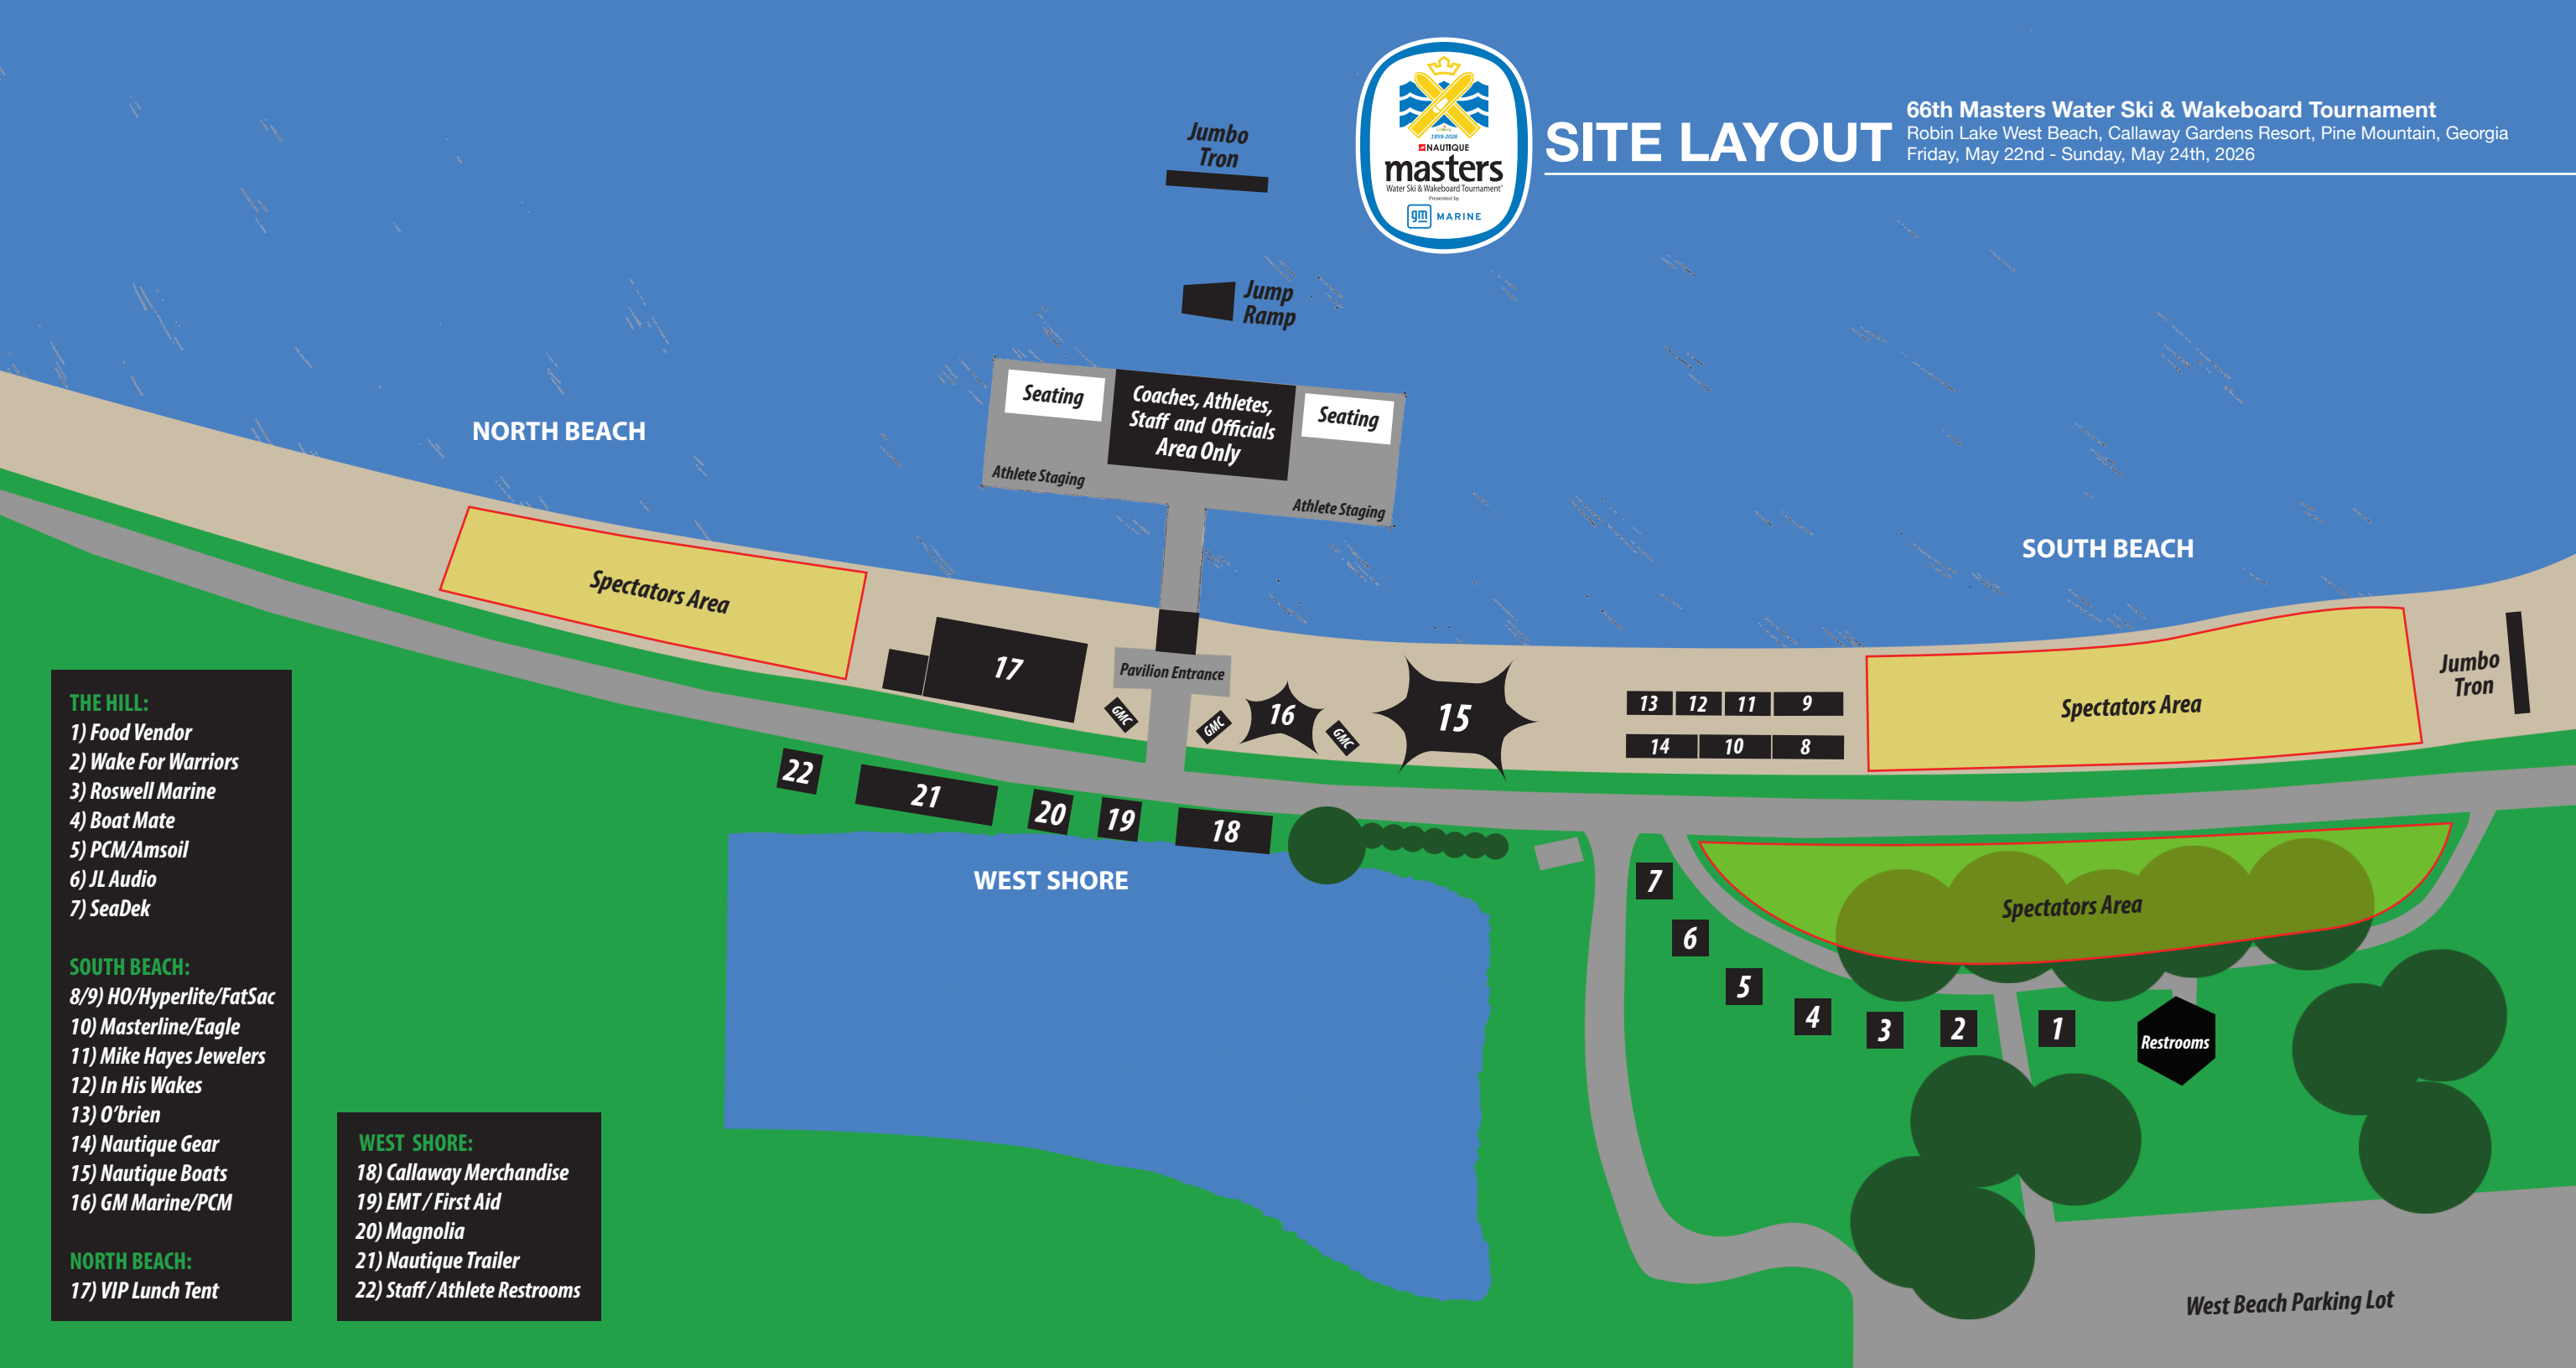 Jumbo
Tron
Jump
Ramp
1959-2026
NAUTIQUE
masters
Water Ski & Wakeboard Tournament
Presented by
gm MARINE
SITE LAYOUT
66th Masters Water Ski & Wakeboard Tournament
Robin Lake West Beach, Callaway Gardens Resort, Pine Mountain, Georgia
Friday, May 22nd - Sunday, May 24th, 2026
NORTH BEACH
Seating
Coaches, Athletes,
Staff and Officials
Area Only
Seating
Athlete Staging
Athlete Staging
SOUTH BEACH
Spectators Area
17
Pavilion Entrance
GMC
GMC
16
GMC
15
13 12 11 9
14 10 8
Spectators Area
Jumbo
Tron
22
21
20
19
18
WEST SHORE
7
6
5
4
3
2
1
Spectators Area
Restrooms
West Beach Parking Lot
THE HILL:
1) Food Vendor
2) Wake For Warriors
3) Roswell Marine
4) Boat Mate
5) PCM/Amsoil
6) JL Audio
7) SeaDek
SOUTH BEACH:
8/9) HO/Hyperlite/FatSac
10) Masterline/Eagle
11) Mike Hayes Jewelers
12) In His Wakes
13) O’brien
14) Nautique Gear
15) Nautique Boats
16) GM Marine/PCM
NORTH BEACH:
17) VIP Lunch Tent
WEST SHORE:
18) Callaway Merchandise
19) EMT / First Aid
20) Magnolia
21) Nautique Trailer
22) Staff / Athlete Restrooms